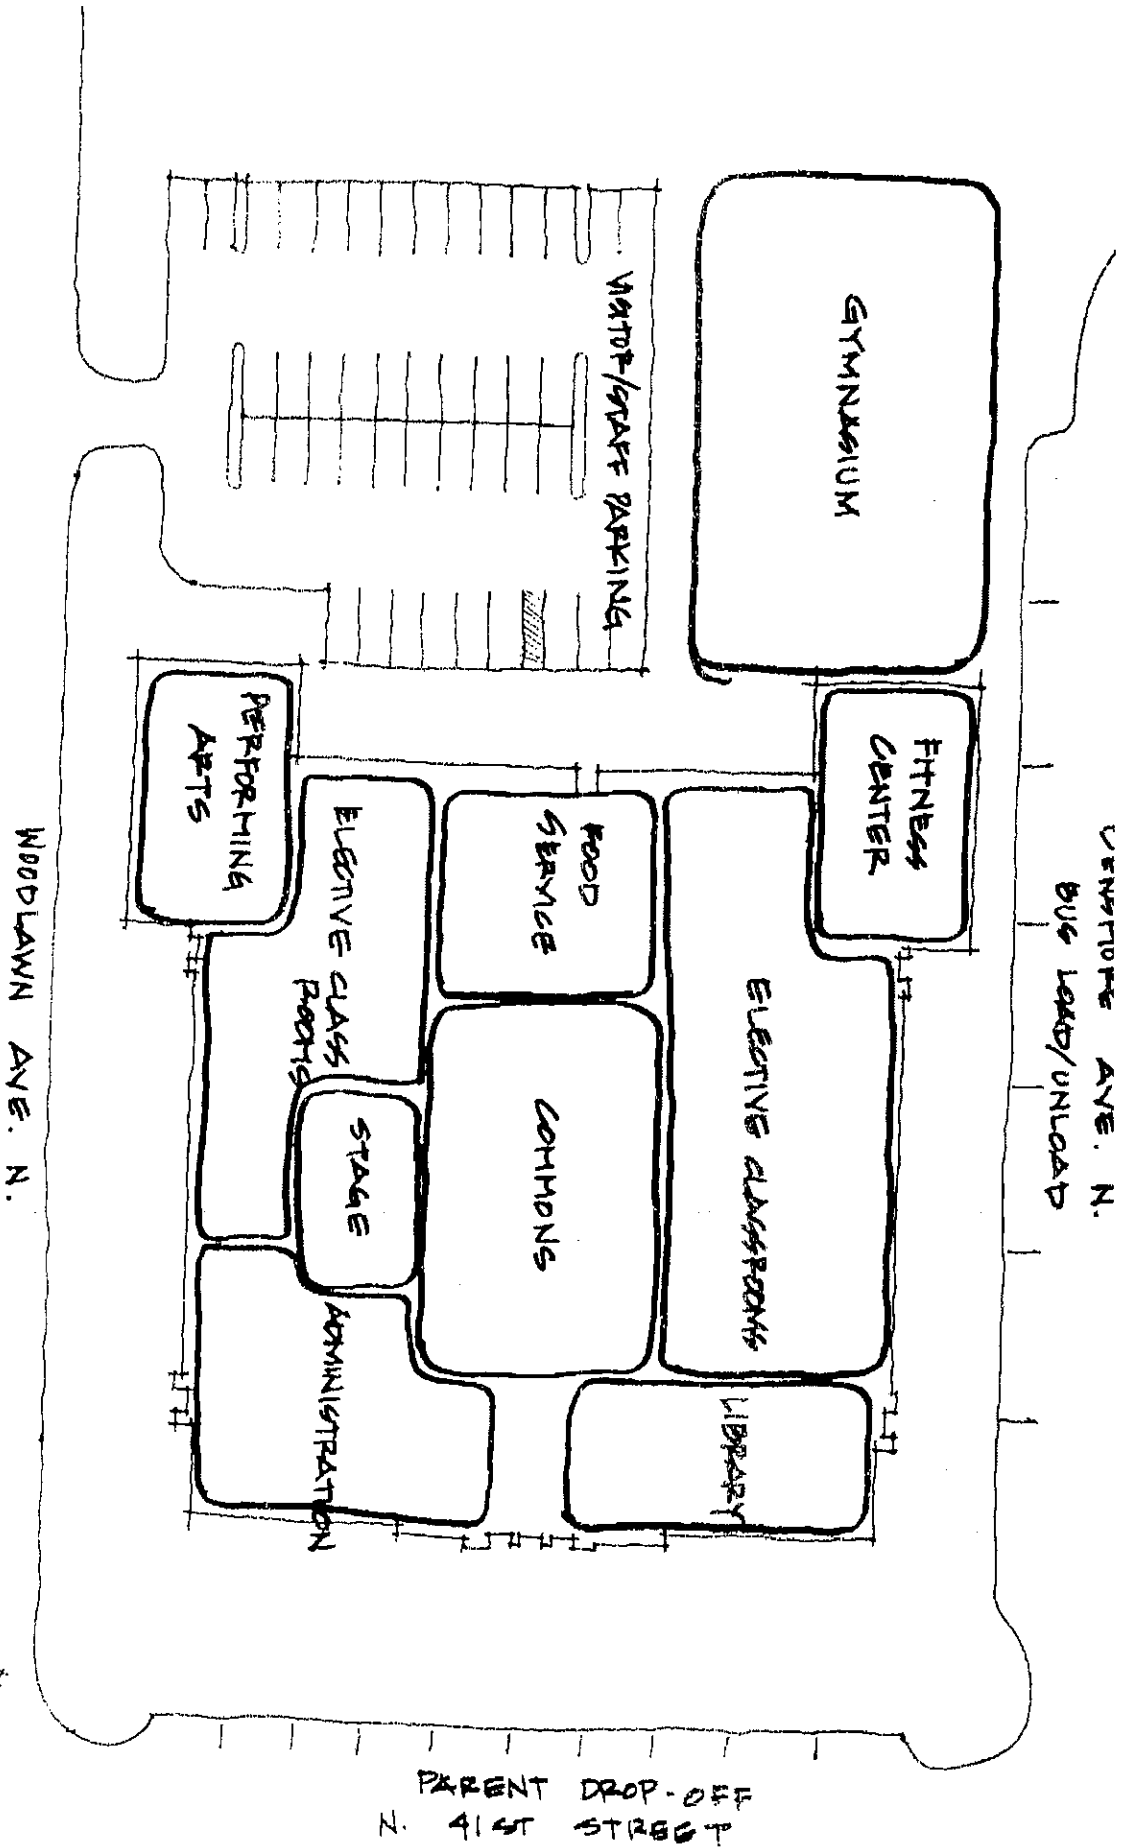 GYMNASIUM
VISITOR/STAFF PARKING
FITNESS
CENTER
AVE. N.
BUS LOAD/UNLOAD
PERFORMING
ARTS
FOOD
SERVICE
ELECTIVE CLASS
ROOMS
ELECTIVE CLASSROOMS
COMMONS
STAGE
WOODLAWN AVE. N.
ADMINISTRATION
LIBRARY
PARENT DROP-OFF
N. 41ST STREET